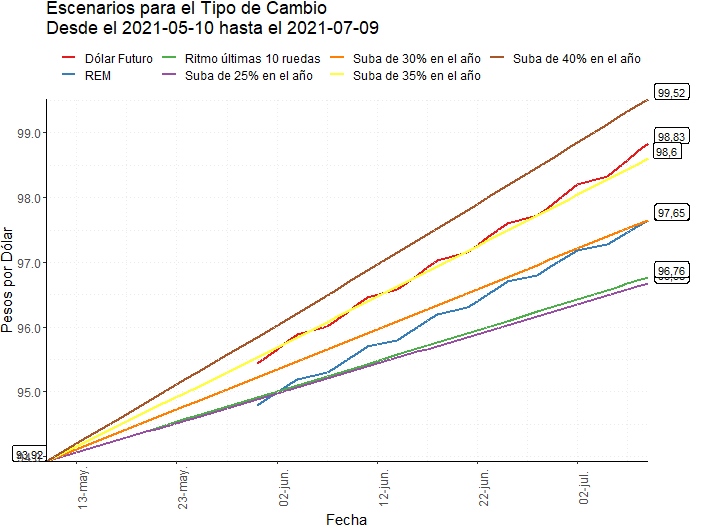 Escenarios para el Tipo de Cambio
Desde el 2021-05-10 hasta el 2021-07-09
Dólar Futuro
Ritmo últimas 10 ruedas
Suba de 30% en el año
Suba de 40% en el año
REM
Suba de 25% en el año
Suba de 35% en el año
99,52
99.0
98,83
98,6
98.0
97,65
97.0
96,76
96.0
95.0
93,92
Pesos por Dólar
13-may.
23-may.
02-jun.
12-jun.
22-jun.
02-jul.
Fecha